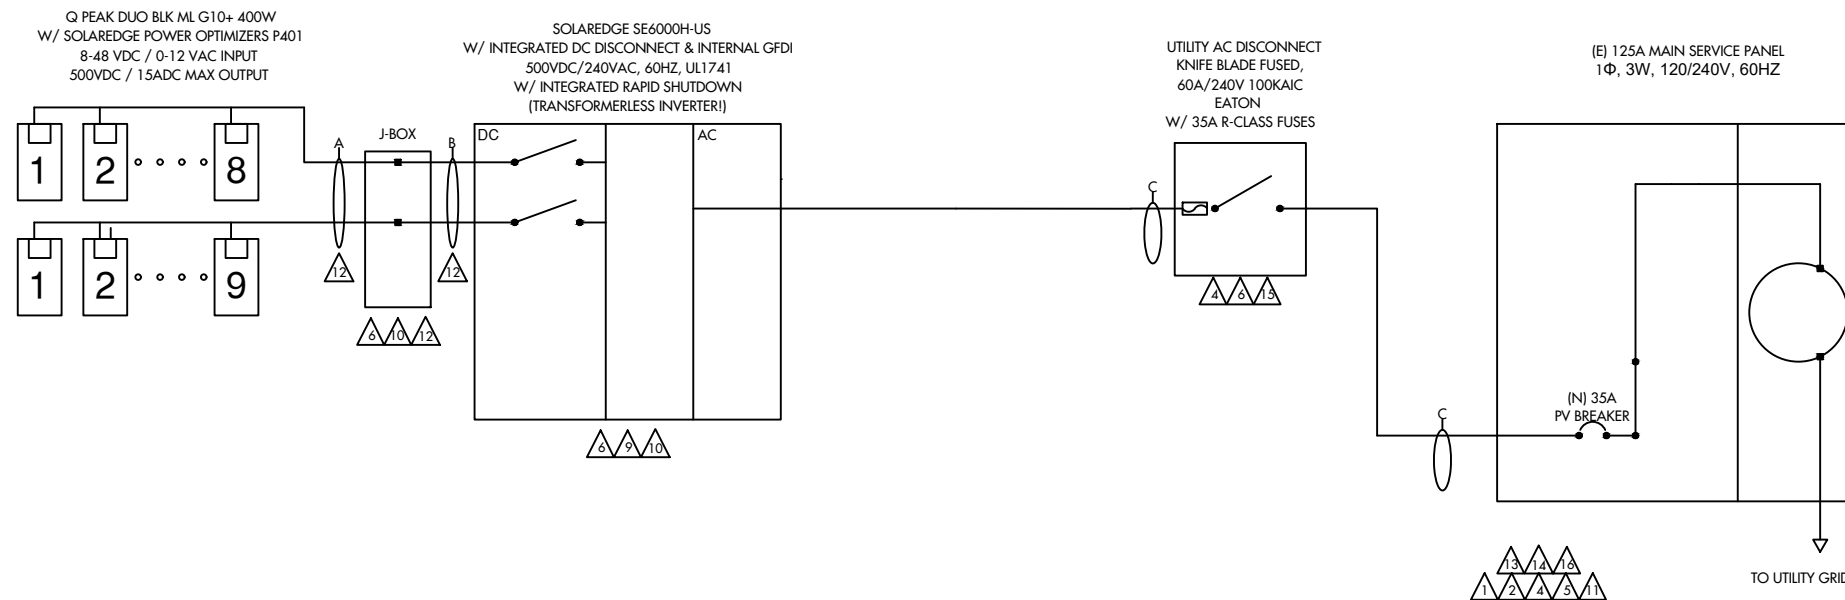 Q PEAK DUO BLK ML G10+ 400W
W/ SOLAREDGE POWER OPTIMIZERS P401
8-48 VDC / 0-12 VAC INPUT
500VDC / 15ADC MAX OUTPUT
SOLAREDGE SE6000H-US
W/ INTEGRATED DC DISCONNECT & INTERNAL GFDI
500VDC/240VAC, 60HZ, UL1741
W/ INTEGRATED RAPID SHUTDOWN
(TRANSFORMERLESS INVERTER!)
UTILITY AC DISCONNECT
KNIFE BLADE FUSED,
60A/240V 100KAIC
EATON
W/ 35A R-CLASS FUSES
(E) 125A MAIN SERVICE PANEL
1Φ, 3W, 120/240V, 60HZ
1 2 8
A
J-BOX
B
DC
AC
C
1 2 9
12
12
6 10 12
6 9 10
4 6 15
(N) 35A
PV BREAKER
C
13 14 16
1 2 4 5 11
TO UTILITY GRID